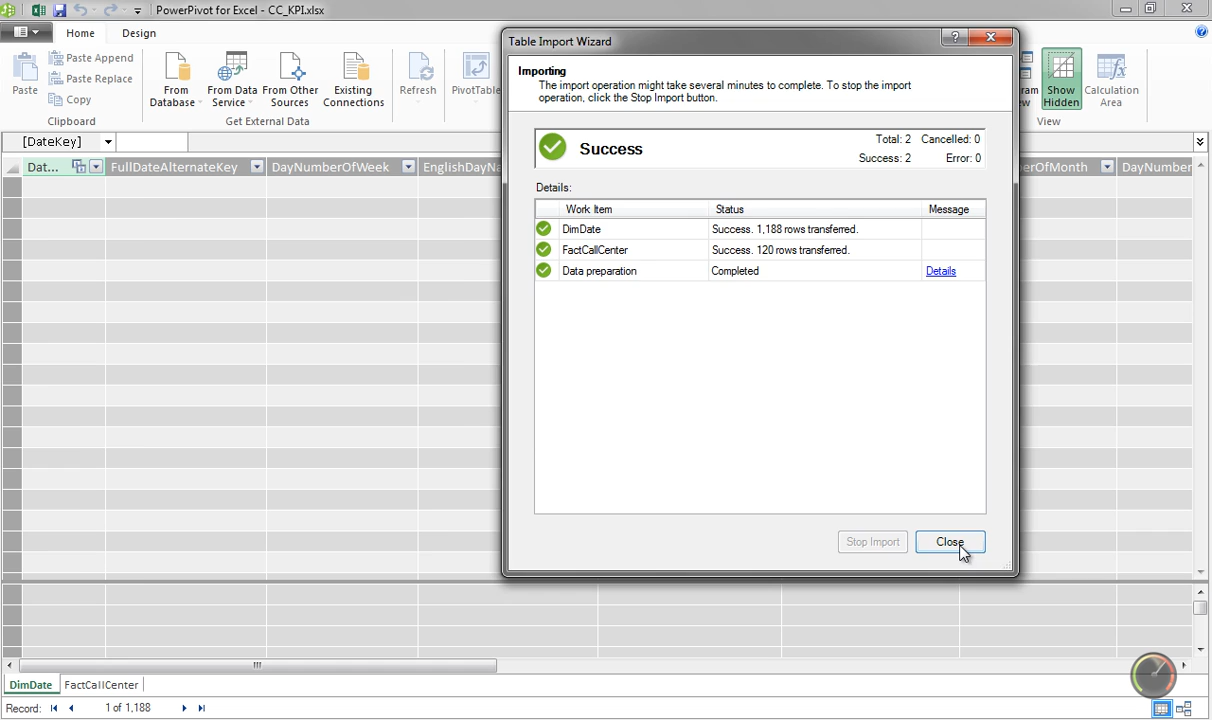 PowerPivot for Excel - CC_KPI.xlsx
Home
Design
Paste
Paste Append
Paste Replace
Copy
Clipboard
From Database
From Data Service
From Other Sources
Existing Connections
Get External Data
Refresh
PivotTable
Show Hidden
Calculation Area
View
[DateKey]
Dat...
FullDateAlternateKey
DayNumberOfWeek
EnglishDayNa
erOfMonth
DayNumber
Table Import Wizard
Importing
The import operation might take several minutes to complete. To stop the import
operation, click the Stop Import button.
Success
Total: 2 Cancelled: 0
Success: 2 Error: 0
Details:
Work Item Status Message
DimDate Success. 1,188 rows transferred.
FactCallCenter Success. 120 rows transferred.
Data preparation Completed Details
Stop Import
Close
DimDate
FactCallCenter
Record:
1 of 1,188